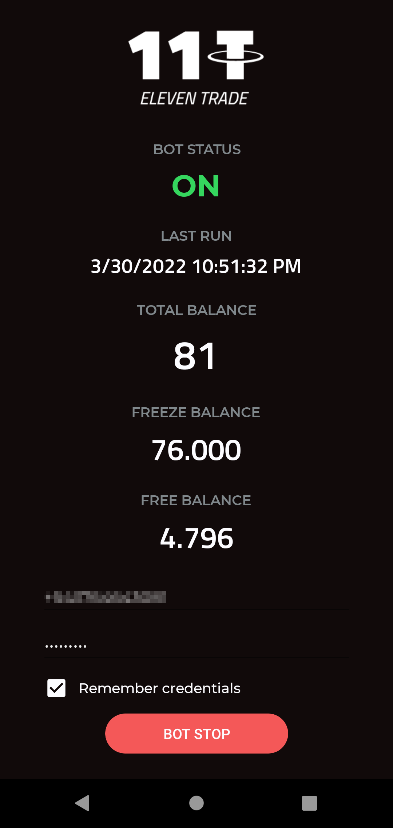 11T
ELEVEN TRADE
BOT STATUS
ON
LAST RUN
3/30/2022 10:51:32 PM
TOTAL BALANCE
81
FREEZE BALANCE
76.000
FREE BALANCE
4.796
Remember credentials
BOT STOP